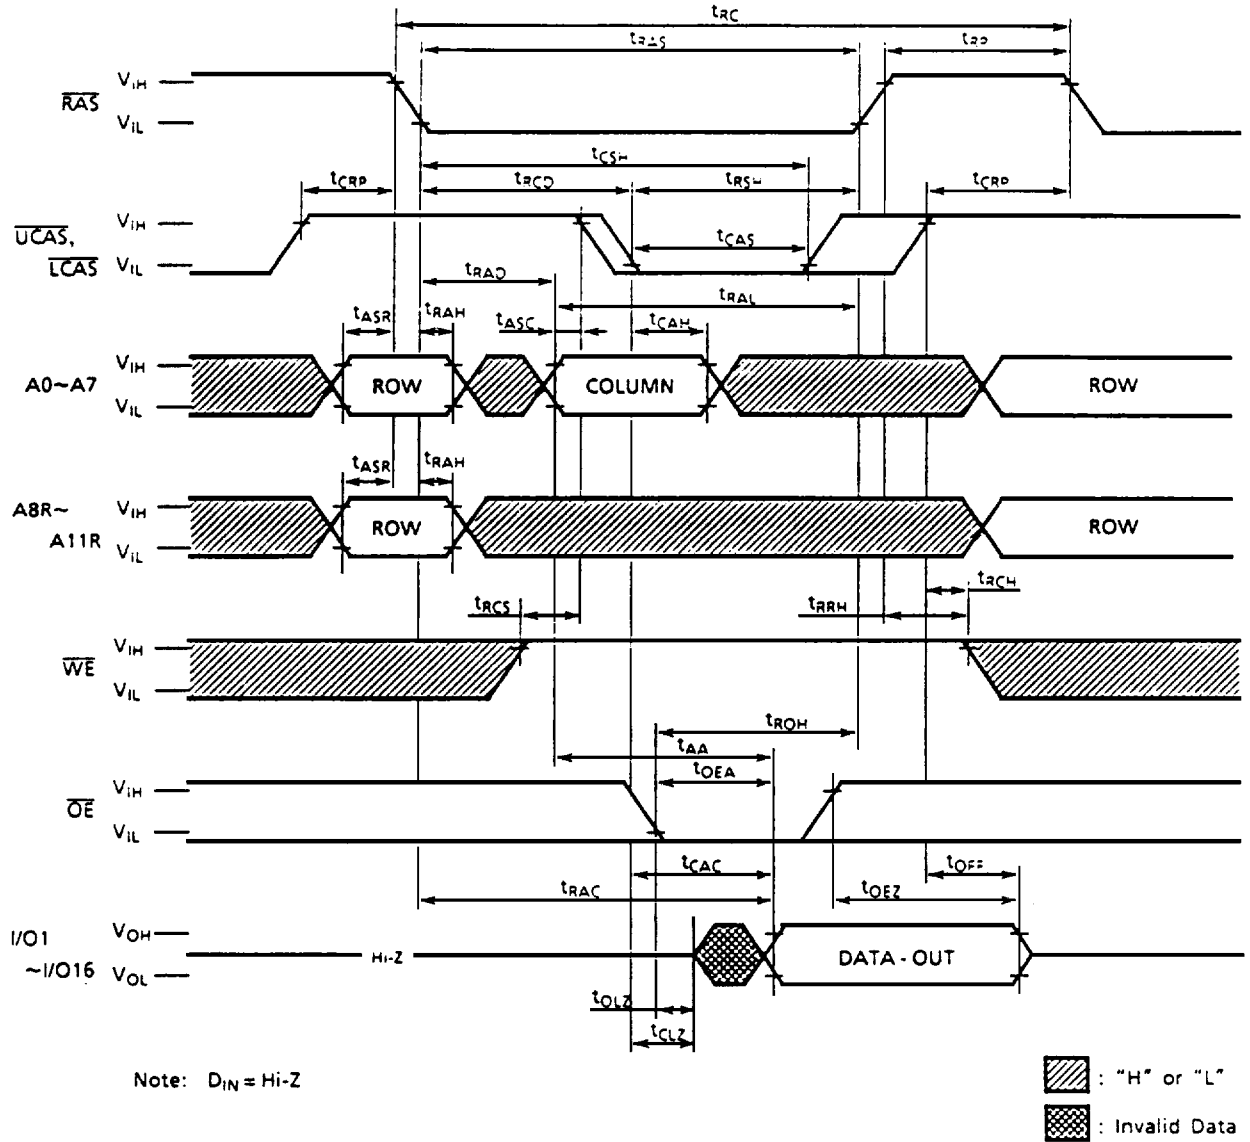 tRC
tRAS
tRP
RAS
VIH
VIL
tCSH
tCRP
tRCD
tRSH
tCRP
UCAS,
LCAS
VIH
VIL
tCAS
tRAD
tRAL
tASR
tRAH
tASC
tCAH
A0~A7
VIH
VIL
ROW
COLUMN
ROW
tASR
tRAH
A8R~
A11R
VIH
VIL
ROW
ROW
tRCS
tRRH
tRCH
WE
VIH
VIL
tROH
tAA
tOEA
OE
VIH
VIL
tCAC
tOFF
tRAC
tOEZ
I/O1
~I/O16
VOH
VOL
Hi-Z
DATA - OUT
tOLZ
tCLZ
Note: DIN = Hi-Z
: "H" or "L"
: Invalid Data